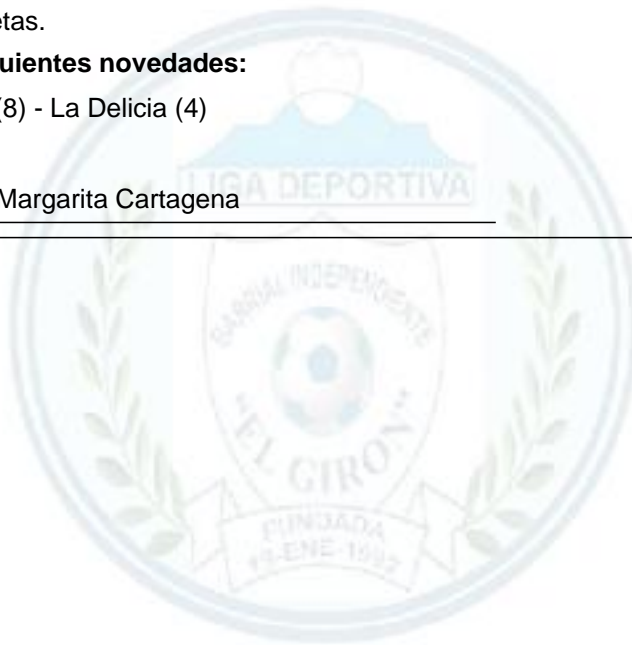 etas.
uientes novedades:
(8) - La Delicia (4)
Margarita Cartagena
LIGA DEPORTIVA
BARRIAL INDEPENDIENTE
"EL GIRON"
FUNDADA